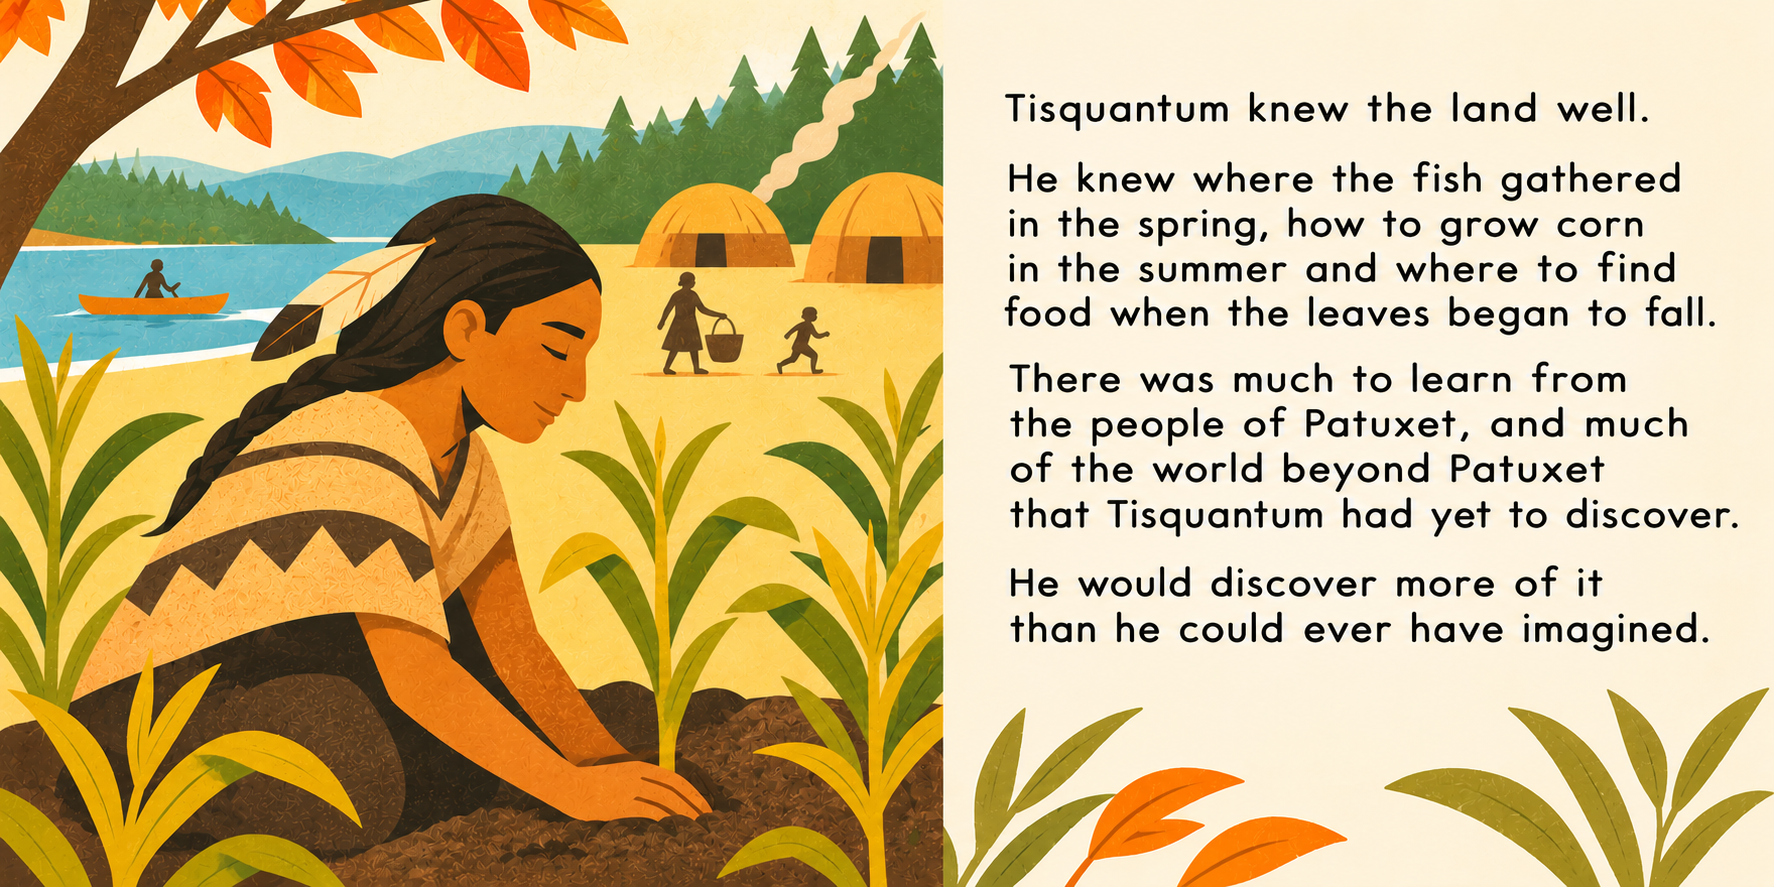 Tisquantum knew the land well.
He knew where the fish gathered
in the spring, how to grow corn
in the summer and where to find
food when the leaves began to fall.
There was much to learn from
the people of Patuxet, and much
of the world beyond Patuxet
that Tisquantum had yet to discover.
He would discover more of it
than he could ever have imagined.